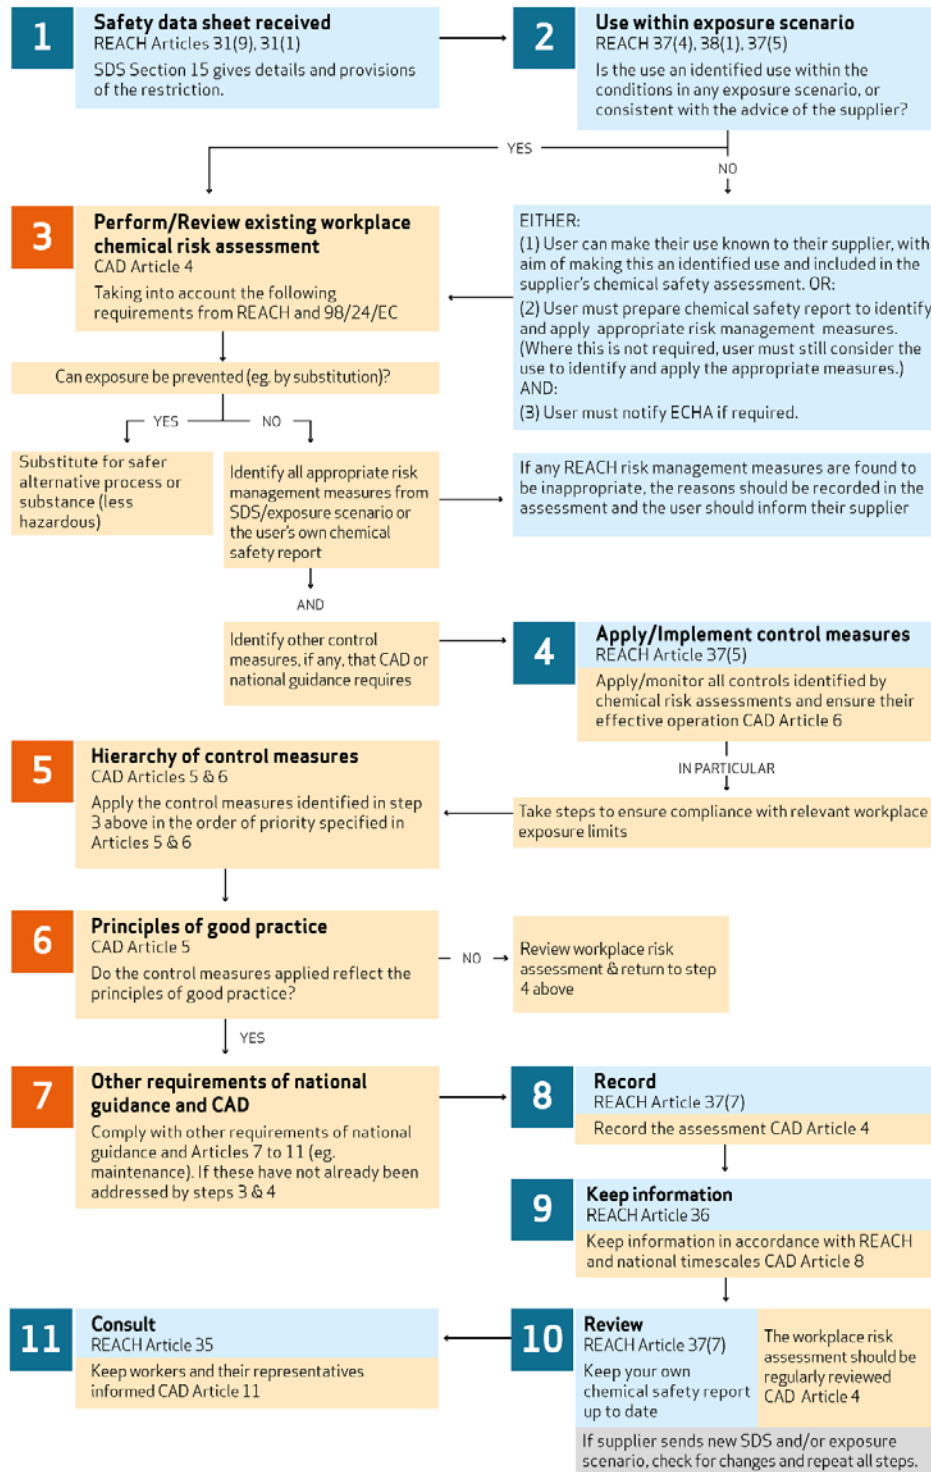 1
Safety data sheet received
REACH Articles 31(9), 31(1)
SDS Section 15 gives details and provisions
of the restriction.
2
Use within exposure scenario
REACH 37(4), 38(1), 37(5)
Is the use an identified use within the
conditions in any exposure scenario, or
consistent with the advice of the supplier?
YES
NO
3
Perform/Review existing workplace
chemical risk assessment
CAD Article 4
Taking into account the following
requirements from REACH and 98/24/EC
EITHER:
(1) User can make their use known to their supplier, with
aim of making this an identified use and included in the
supplier's chemical safety assessment. OR:
(2) User must prepare chemical safety report to identify
and apply appropriate risk management measures.
(Where this is not required, user must still consider the
use to identify and apply the appropriate measures.)
AND:
(3) User must notify ECHA if required.
Can exposure be prevented (eg. by substitution)?
YES
NO
Substitute for safer
alternative process or
substance (less
hazardous)
Identify all appropriate risk
management measures from
SDS/exposure scenario or
the user's own chemical
safety report
If any REACH risk management measures are found to
be inappropriate, the reasons should be recorded in the
assessment and the user should inform their supplier
AND
Identify other control
measures, if any, that CAD or
national guidance requires
4
Apply/Implement control measures
REACH Article 37(5)
Apply/monitor all controls identified by
chemical risk assessments and ensure their
effective operation CAD Article 6
IN PARTICULAR
Take steps to ensure compliance with relevant workplace
exposure limits
5
Hierarchy of control measures
CAD Articles 5 & 6
Apply the control measures identified in step
3 above in the order of priority specified in
Articles 5 & 6
6
Principles of good practice
CAD Article 5
Do the control measures applied reflect the
principles of good practice?
NO
Review workplace risk
assessment & return to step
4 above
YES
7
Other requirements of national
guidance and CAD
Comply with other requirements of national
guidance and Articles 7 to 11 (eg.
maintenance). If these have not already been
addressed by steps 3 & 4
8
Record
REACH Article 37(7)
Record the assessment CAD Article 4
9
Keep information
REACH Article 36
Keep information in accordance with REACH
and national timescales CAD Article 8
10
Review
REACH Article 37(7)
Keep your own
chemical safety report
up to date
The workplace risk
assessment should be
regularly reviewed
CAD Article 4
If supplier sends new SDS and/or exposure
scenario, check for changes and repeat all steps.
11
Consult
REACH Article 35
Keep workers and their representatives
informed CAD Article 11